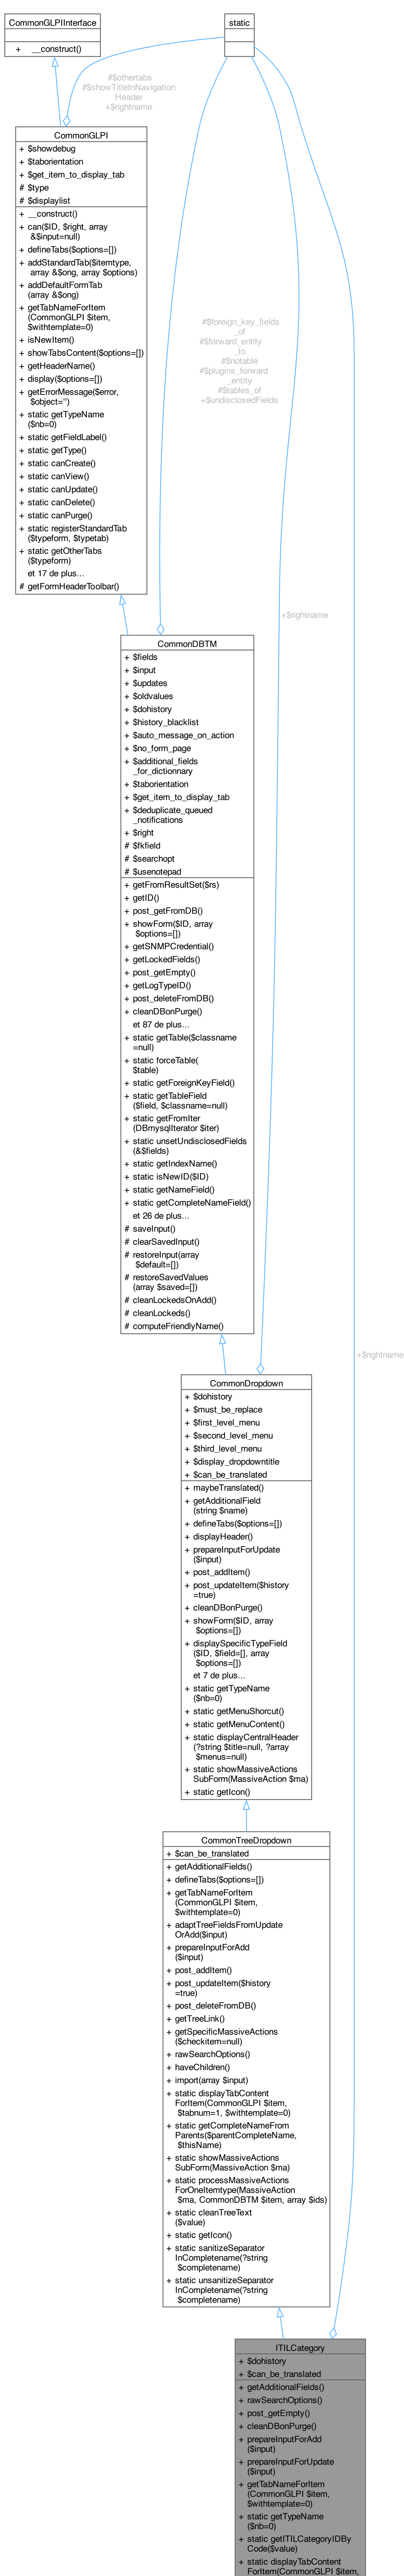 CommonGLPIInterface
+ __construct()
static
#$othertabs
#$showTitleInNavigation
Header
+$rightname
CommonGLPI
+ $showdebug
+ $taborientation
+ $get_item_to_display_tab
# $type
# $displaylist
+ __construct()
+ can($ID, $right, array
&$input=null)
+ defineTabs($options=[])
+ addStandardTab($itemtype,
array &$ong, array $options)
+ addDefaultFormTab
(array &$ong)
+ getTabNameForItem
(CommonGLPI $item,
$withtemplate=0)
+ isNewItem()
+ showTabsContent($options=[])
+ getHeaderName()
+ display($options=[])
+ getErrorMessage($error,
$object='')
+ static getTypeName
($nb=0)
+ static getFieldLabel()
+ static getType()
+ static canCreate()
+ static canView()
+ static canUpdate()
+ static canDelete()
+ static canPurge()
+ static registerStandardTab
($typeform, $typetab)
+ static getOtherTabs
($typeform)
et 17 de plus...
# getFormHeaderToolbar()
#$foreign_key_fields
_of
#$forward_entity
_to
#$notable
#$plugins_forward
_entity
#$tables_of
+$undisclosedFields
+$rightname
CommonDBTM
+ $fields
+ $input
+ $updates
+ $oldvalues
+ $dohistory
+ $history_blacklist
+ $auto_message_on_action
+ $no_form_page
+ $additional_fields
_for_dictionnary
+ $taborientation
+ $get_item_to_display_tab
+ $deduplicate_queued
_notifications
+ $right
# $fkfield
# $searchopt
# $usenotepad
+ getFromResultSet($rs)
+ getID()
+ post_getFromDB()
+ showForm($ID, array
$options=[])
+ getSNMPCredential()
+ getLockedFields()
+ post_getEmpty()
+ getLogTypeID()
+ post_deleteFromDB()
+ cleanDBonPurge()
et 87 de plus...
+ static getTable($classname
=null)
+ static forceTable(
$table)
+ static getForeignKeyField()
+ static getTableField
($field, $classname=null)
+ static getFromIter
(DBmysqlIterator $iter)
+ static unsetUndisclosedFields
(&$fields)
+ static getIndexName()
+ static isNewID($ID)
+ static getNameField()
+ static getCompleteNameField()
et 26 de plus...
# saveInput()
# clearSavedInput()
# restoreInput(array
$default=[])
# restoreSavedValues
(array $saved=[])
# cleanLockedsOnAdd()
# cleanLockeds()
# computeFriendlyName()
+$rightname
CommonDropdown
+ $dohistory
+ $must_be_replace
+ $first_level_menu
+ $second_level_menu
+ $third_level_menu
+ $display_dropdowntitle
+ $can_be_translated
+ maybeTranslated()
+ getAdditionalField
(string $name)
+ defineTabs($options=[])
+ displayHeader()
+ prepareInputForUpdate
($input)
+ post_addItem()
+ post_updateItem($history
=true)
+ cleanDBonPurge()
+ showForm($ID, array
$options=[])
+ displaySpecificTypeField
($ID, $field=[], array
$options=[])
et 7 de plus...
+ static getTypeName
($nb=0)
+ static getMenuShorcut()
+ static getMenuContent()
+ static displayCentralHeader
(?string $title=null, ?array
$menus=null)
+ static showMassiveActions
SubForm(MassiveAction $ma)
+ static getIcon()
CommonTreeDropdown
+ $can_be_translated
+ getAdditionalFields()
+ defineTabs($options=[])
+ getTabNameForItem
(CommonGLPI $item,
$withtemplate=0)
+ adaptTreeFieldsFromUpdate
OrAdd($input)
+ prepareInputForAdd
($input)
+ post_addItem()
+ post_updateItem($history
=true)
+ post_deleteFromDB()
+ getTreeLink()
+ getSpecificMassiveActions
($checkitem=null)
+ rawSearchOptions()
+ haveChildren()
+ import(array $input)
+ static displayTabContent
ForItem(CommonGLPI $item,
$tabnum=1, $withtemplate=0)
+ static getCompleteNameFrom
Parents($parentCompleteName,
$thisName)
+ static showMassiveActions
SubForm(MassiveAction $ma)
+ static processMassiveActions
ForOneItemtype(MassiveAction
$ma, CommonDBTM $item, array $ids)
+ static cleanTreeText
($value)
+ static getIcon()
+ static sanitizeSeparator
InCompletename(?string
$completename)
+ static unsanitizeSeparator
InCompletename(?string
$completename)
ITILCategory
+ $dohistory
+ $can_be_translated
+ getAdditionalFields()
+ rawSearchOptions()
+ post_getEmpty()
+ cleanDBonPurge()
+ prepareInputForAdd
($input)
+ prepareInputForUpdate
($input)
+ getTabNameForItem
(CommonGLPI $item,
$withtemplate=0)
+ static getTypeName
($nb=0)
+ static getITILCategoryIDBy
Code($value)
+ static displayTabContent
ForItem(CommonGLPI $item,